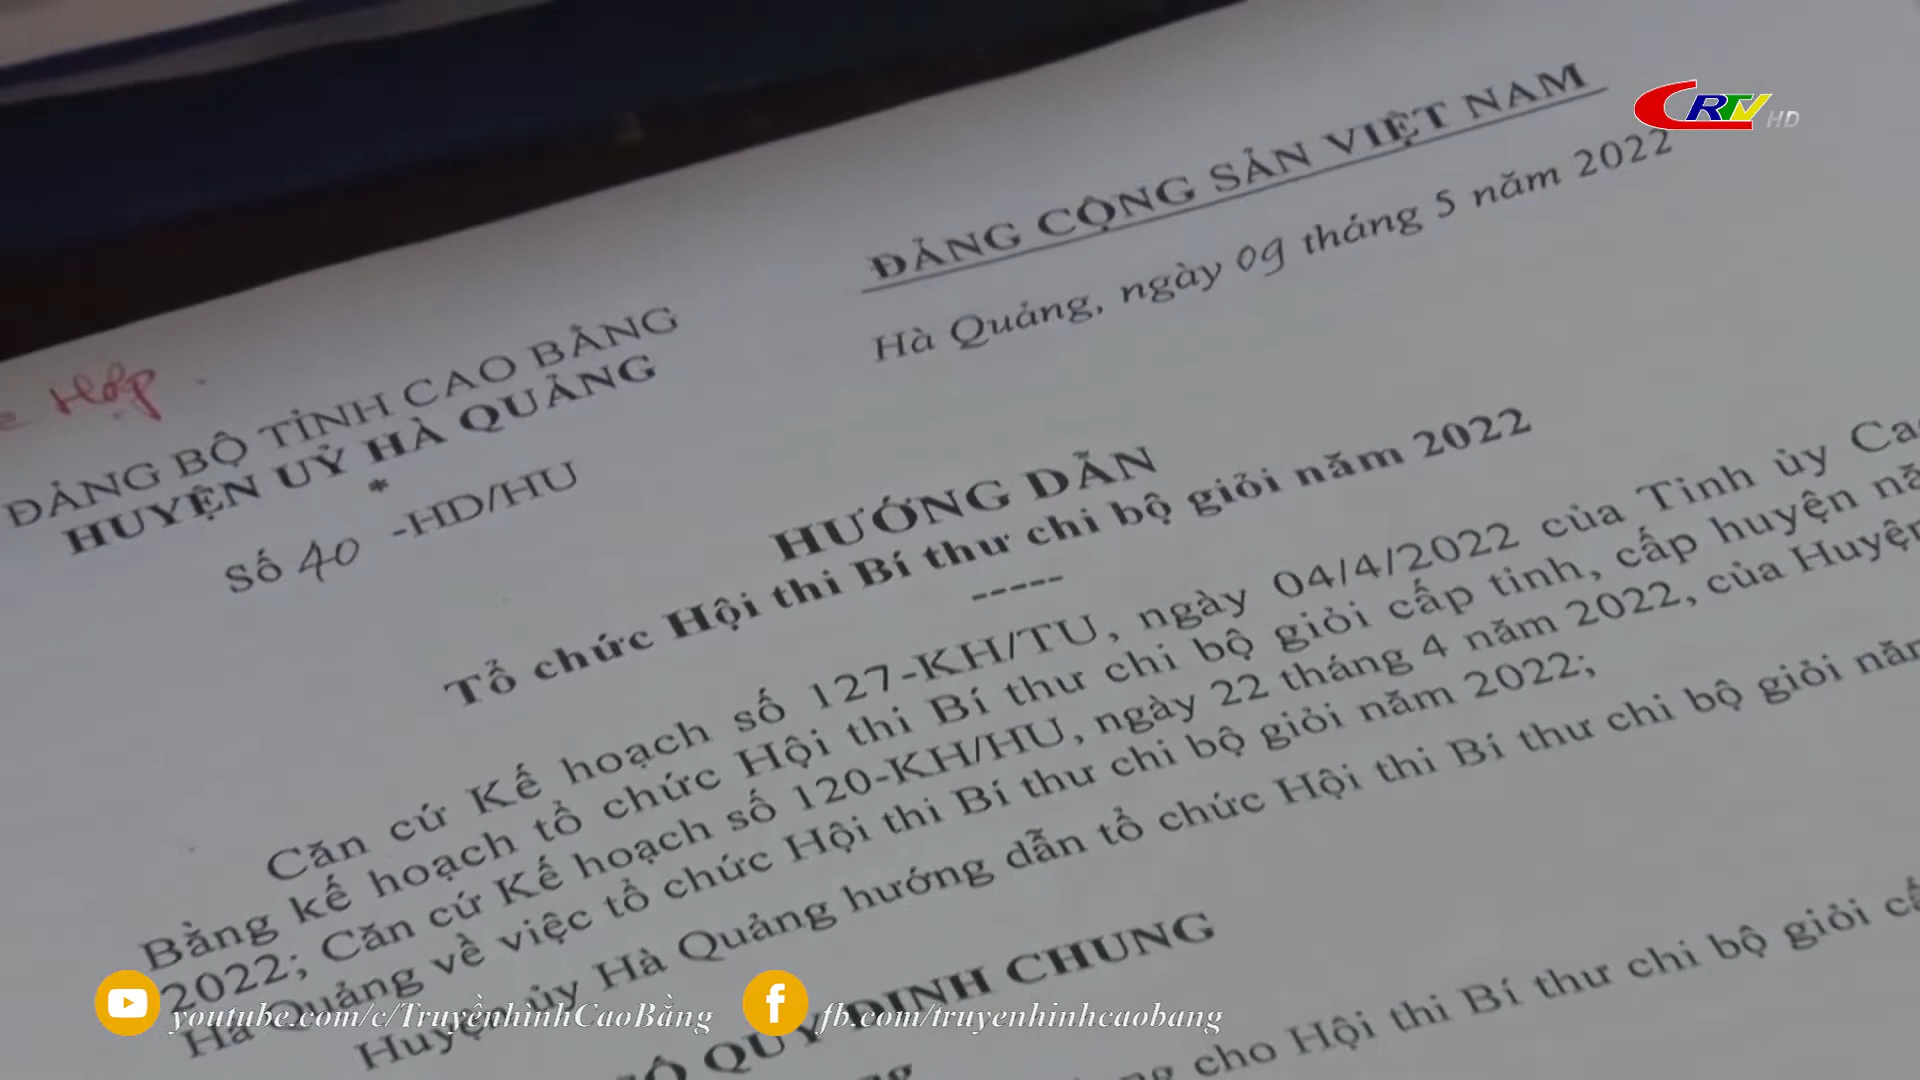 CRTV HD
Họp
ĐẢNG BỘ TỈNH CAO BẰNG
HUYỆN UỶ HÀ QUẢNG
*
Số 40 -HD/HU
ĐẢNG CỘNG SẢN VIỆT NAM
Hà Quảng, ngày 09 tháng 5 năm 2022
HƯỚNG DẪN
Tổ chức Hội thi Bí thư chi bộ giỏi năm 2022
-----
Căn cứ Kế hoạch số 127-KH/TU, ngày 04/4/2022 của Tỉnh ủy
Bằng kế hoạch tổ chức Hội thi Bí thư chi bộ giỏi cấp tỉnh, cấp huyện
2022; Căn cứ Kế hoạch số 120-KH/HU, ngày 22 tháng 4 năm 2022, của Huyện
Hà Quảng về việc tổ chức Hội thi Bí thư chi bộ giỏi năm 2022;
Huyện ủy Hà Quảng hướng dẫn tổ chức Hội thi Bí thư chi bộ giỏi
QUY ĐỊNH CHUNG
cho Hội thi Bí thư chi bộ giỏi
youtube.com/c/TruyềnhìnhCaoBằng
fb.com/truyenhinhcaobang